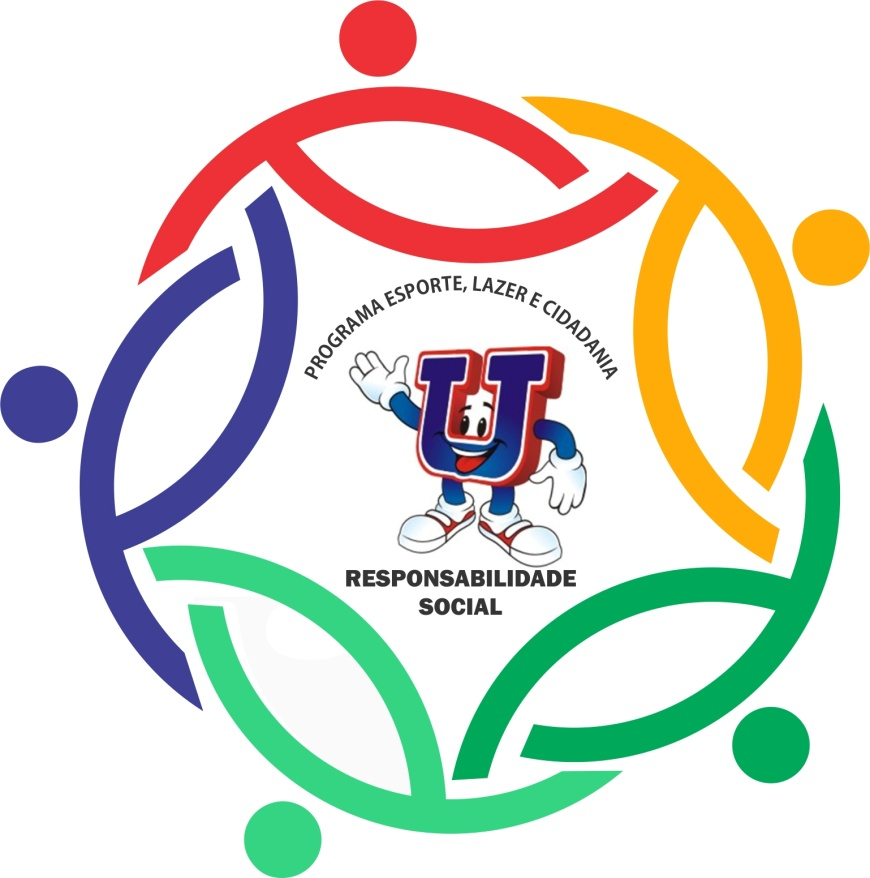 PROGRAMA ESPORTE, LAZER E CIDADANIA
U
RESPONSABILIDADE
SOCIAL